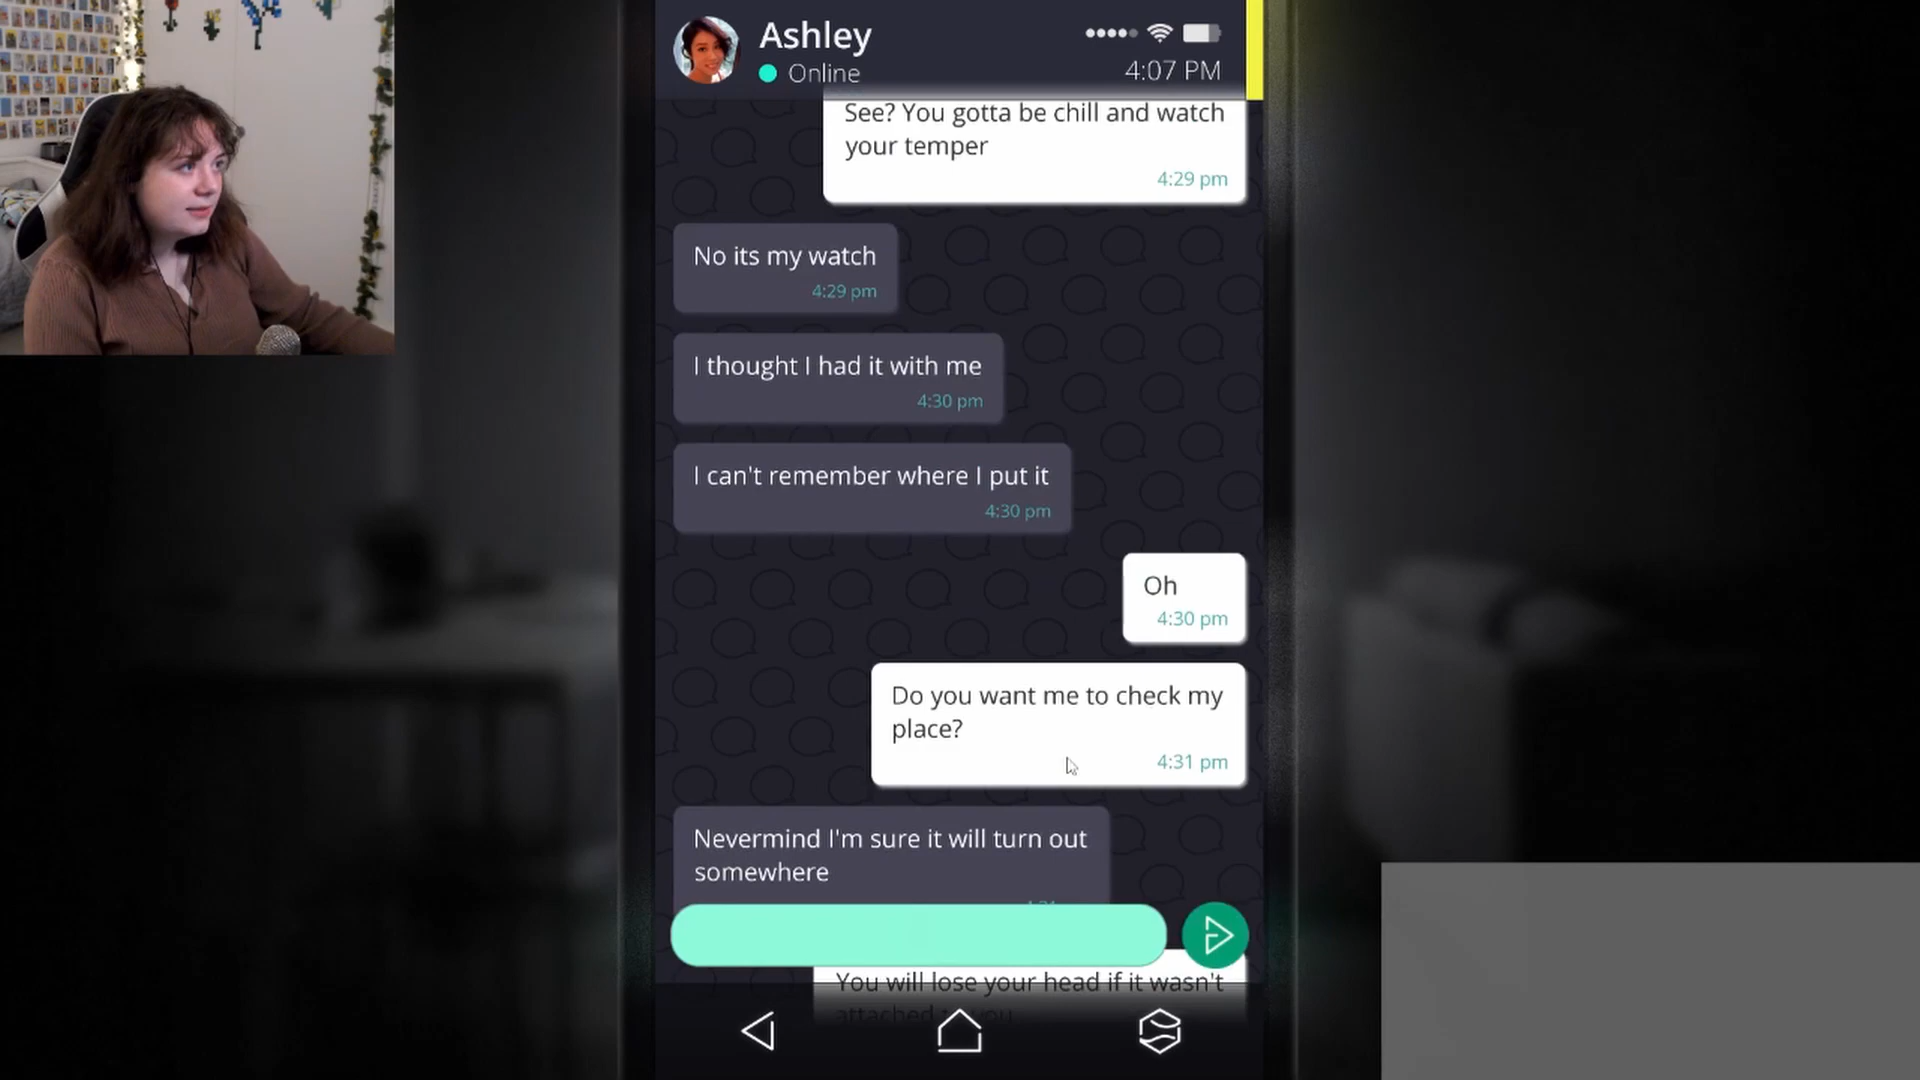 Ashley
Online
4:07 PM
See? You gotta be chill and watch
your temper
4:29 pm
No its my watch
4:29 pm
I thought I had it with me
4:30 pm
I can't remember where I put it
4:30 pm
Oh
4:30 pm
Do you want me to check my
place?
4:31 pm
Nevermind I'm sure it will turn out
somewhere
You will lose your head if it wasn't
attached to you